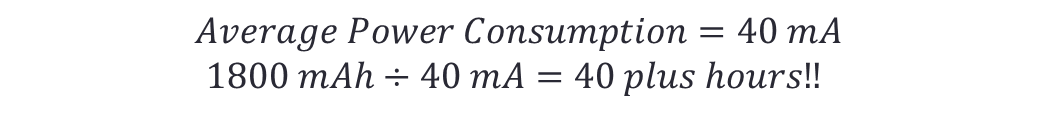 Average Power Consumption = 40 mA
1800 mAh ÷ 40 mA = 40 plus hours!!